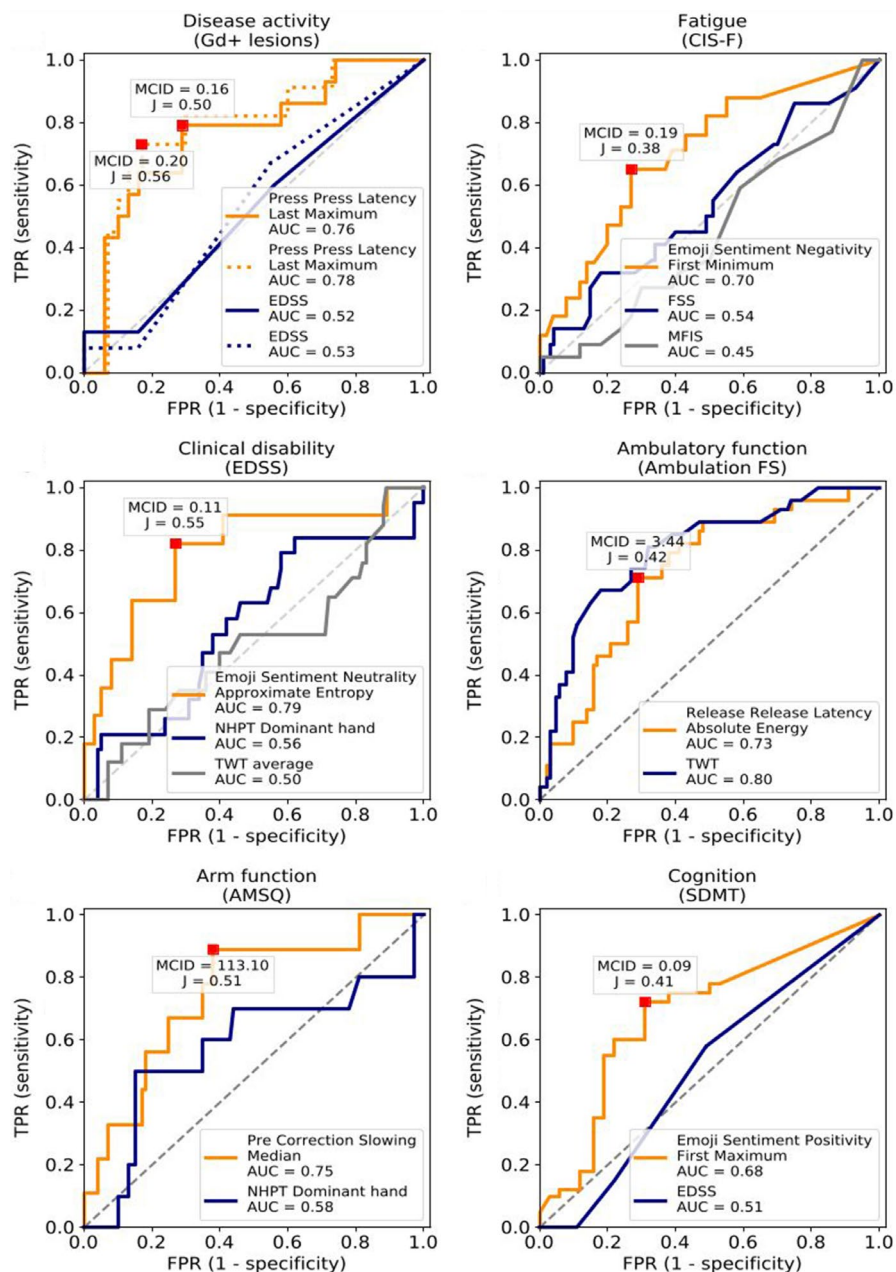 Disease activity
(Gd+ lesions)
TPR (sensitivity)
1.0
0.8
0.6
0.4
0.2
0.0
MCID = 0.16
J = 0.50
MCID = 0.20
J = 0.56
Press Press Latency
Last Maximum
AUC = 0.76
Press Press Latency
Last Maximum
AUC = 0.78
EDSS
AUC = 0.52
EDSS
AUC = 0.53
0.0 0.2 0.4 0.6 0.8 1.0
FPR (1 - specificity)
Fatigue
(CIS-F)
TPR (sensitivity)
1.0
0.8
0.6
0.4
0.2
0.0
MCID = 0.19
J = 0.38
Emoji Sentiment Negativity
First Minimum
AUC = 0.70
FSS
AUC = 0.54
MFIS
AUC = 0.45
0.0 0.2 0.4 0.6 0.8 1.0
FPR (1 - specificity)
Clinical disability
(EDSS)
TPR (sensitivity)
1.0
0.8
0.6
0.4
0.2
0.0
MCID = 0.11
J = 0.55
Emoji Sentiment Neutrality
Approximate Entropy
AUC = 0.79
NHPT Dominant hand
AUC = 0.56
TWT average
AUC = 0.50
0.0 0.2 0.4 0.6 0.8 1.0
FPR (1 - specificity)
Ambulatory function
(Ambulation FS)
TPR (sensitivity)
1.0
0.8
0.6
0.4
0.2
0.0
MCID = 3.44
J = 0.42
Release Release Latency
Absolute Energy
AUC = 0.73
TWT
AUC = 0.80
0.0 0.2 0.4 0.6 0.8 1.0
FPR (1 - specificity)
Arm function
(AMSQ)
TPR (sensitivity)
1.0
0.8
0.6
0.4
0.2
0.0
MCID = 113.10
J = 0.51
Pre Correction Slowing
Median
AUC = 0.75
NHPT Dominant hand
AUC = 0.58
0.0 0.2 0.4 0.6 0.8 1.0
FPR (1 - specificity)
Cognition
(SDMT)
TPR (sensitivity)
1.0
0.8
0.6
0.4
0.2
0.0
MCID = 0.09
J = 0.41
Emoji Sentiment Positivity
First Maximum
AUC = 0.68
EDSS
AUC = 0.51
0.0 0.2 0.4 0.6 0.8 1.0
FPR (1 - specificity)